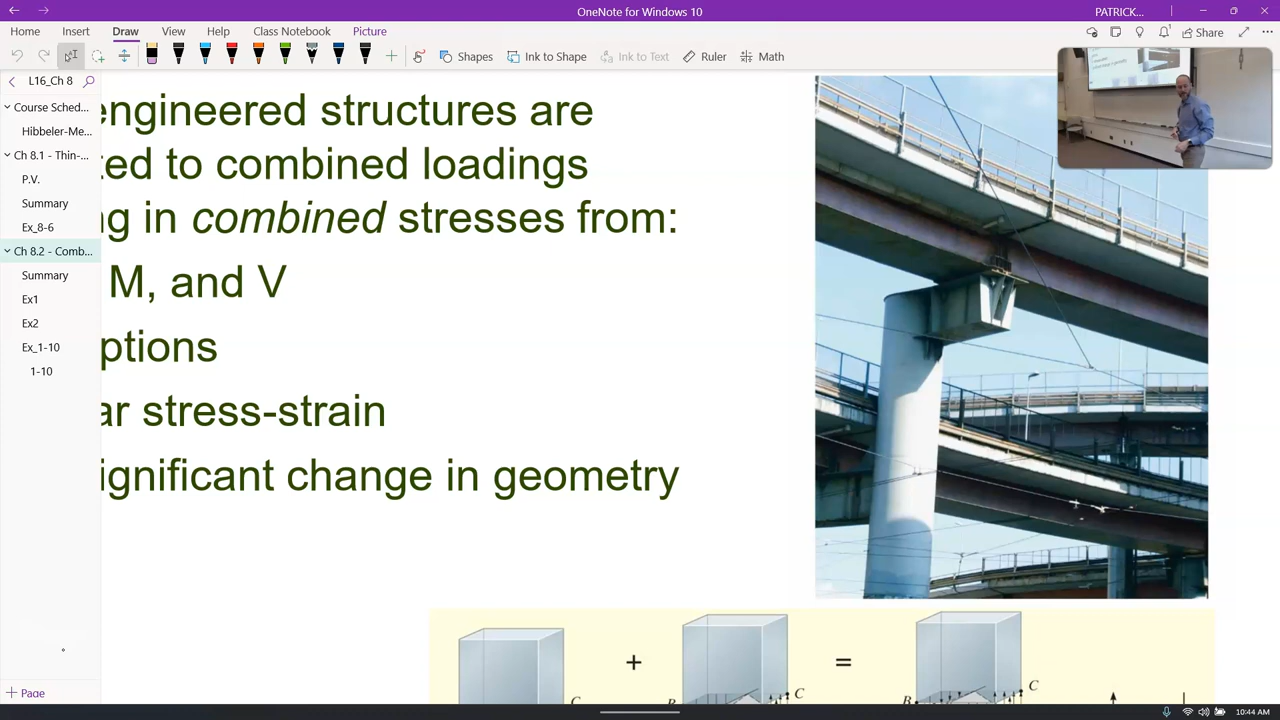 OneNote for Windows 10
PATRICK...
Home
Insert
Draw
View
Help
Class Notebook
Picture
Share
Shapes
Ink to Shape
Ink to Text
Ruler
Math
L16_Ch 8
Course Sched...
Hibbeler-Me...
Ch 8.1 - Thin-...
P.V.
Summary
Ex_8-6
Ch 8.2 - Comb...
Summary
Ex1
Ex2
Ex_1-10
1-10
+ Page
engineered structures are
ted to combined loadings
ng in combined stresses from:
M, and V
ptions
ar stress-strain
ignificant change in geometry
+
=
C
B
C
B
C
10:44 AM